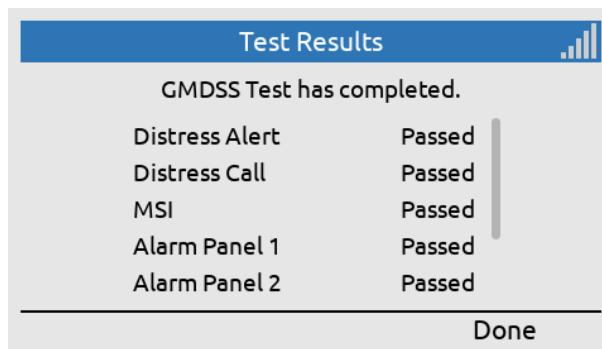 Test Results
GMDSS Test has completed.
Distress Alert Passed
Distress Call Passed
MSI Passed
Alarm Panel 1 Passed
Alarm Panel 2 Passed
Done